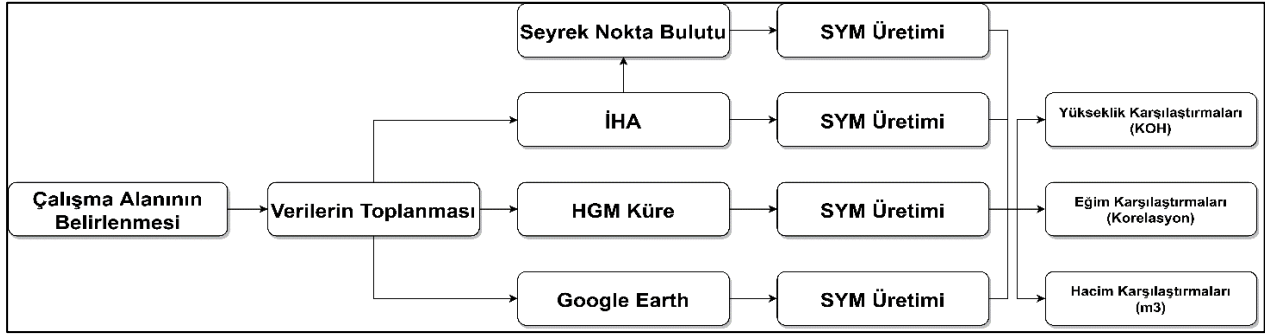 Seyrek Nokta Bulutu
SYM Üretimi
İHA
SYM Üretimi
Yükseklik Karşılaştırmaları
(KOH)
Çalışma Alanının
Belirlenmesi
Verilerin Toplanması
HGM Küre
SYM Üretimi
Eğim Karşılaştırmaları
(Korelasyon)
Google Earth
SYM Üretimi
Hacim Karşılaştırmaları
(m3)